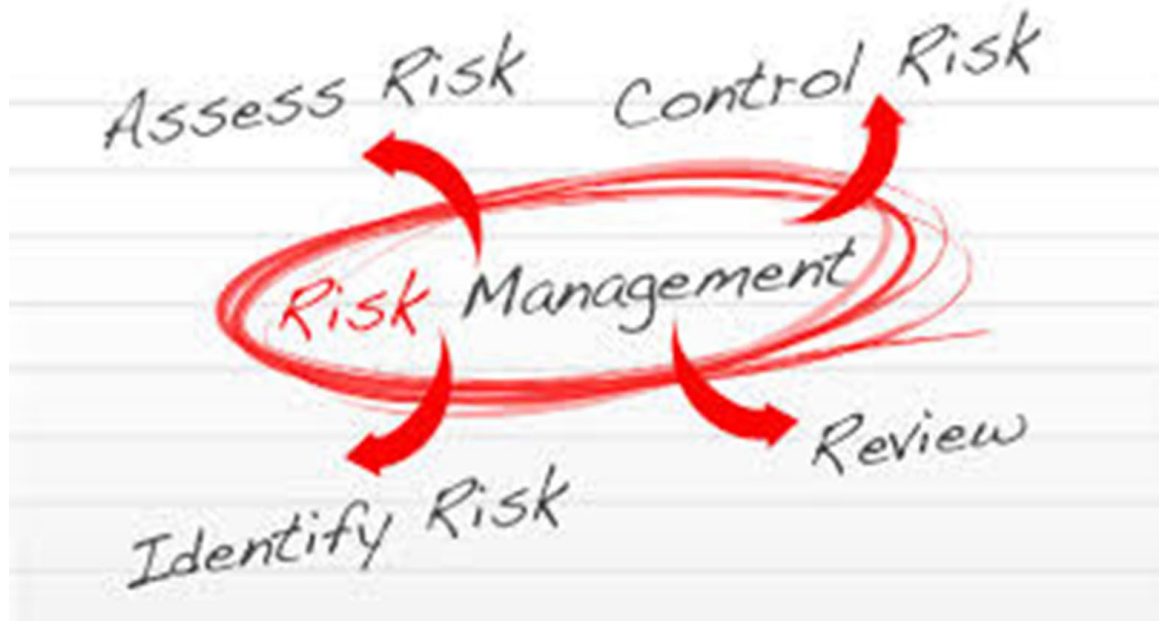 Assess Risk
Control Risk
Risk Management
Review
Identify Risk